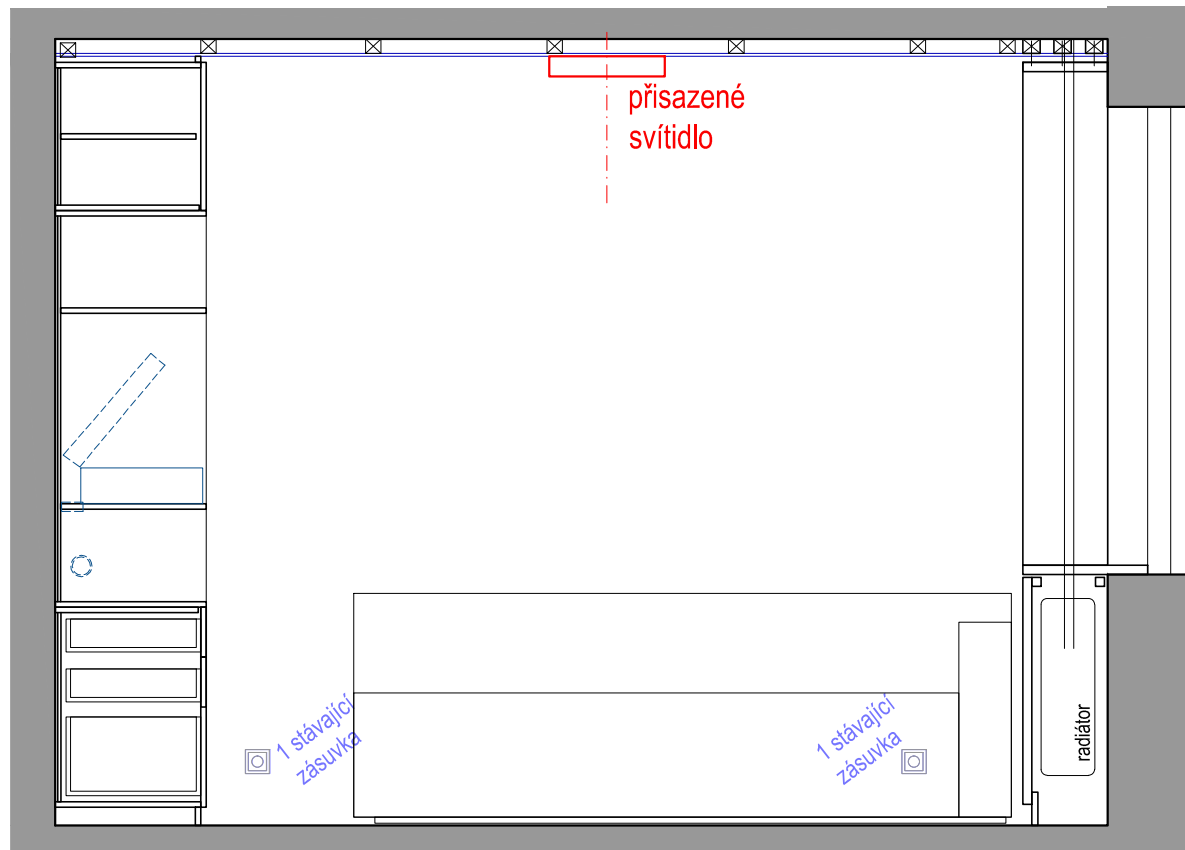 přisazené
svítidlo
1 stávající
zásuvka
1 stávající
zásuvka
radiátor